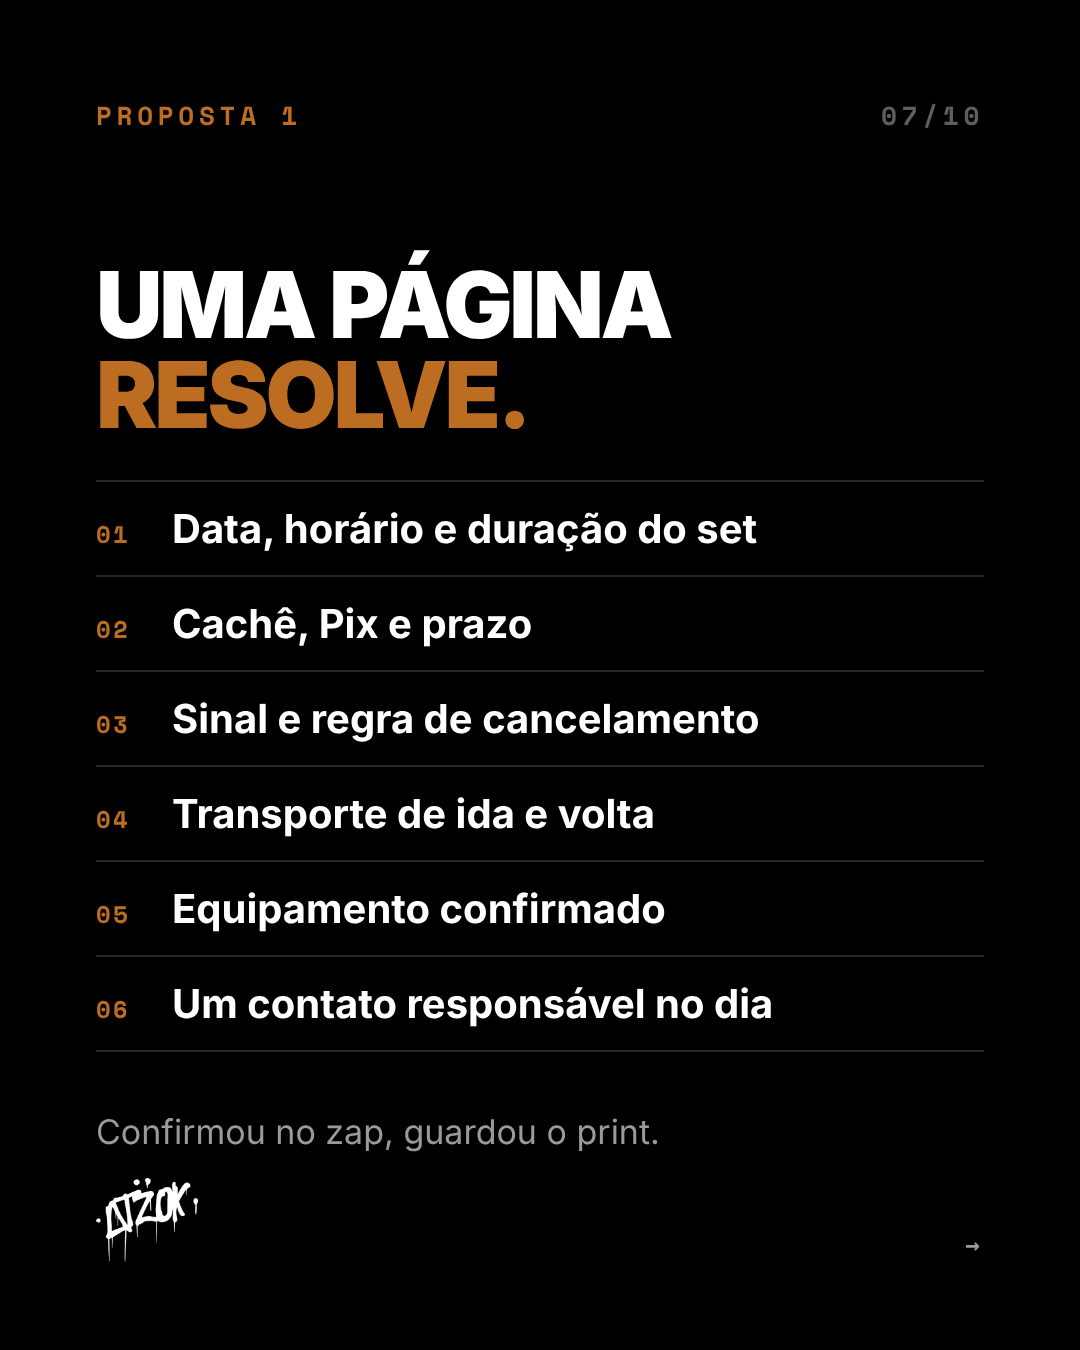 PROPOSTA 1
07/10
UMA PÁGINA
RESOLVE.
01 Data, horário e duração do set
02 Cachê, Pix e prazo
03 Sinal e regra de cancelamento
04 Transporte de ida e volta
05 Equipamento confirmado
06 Um contato responsável no dia
Confirmou no zap, guardou o print.
→